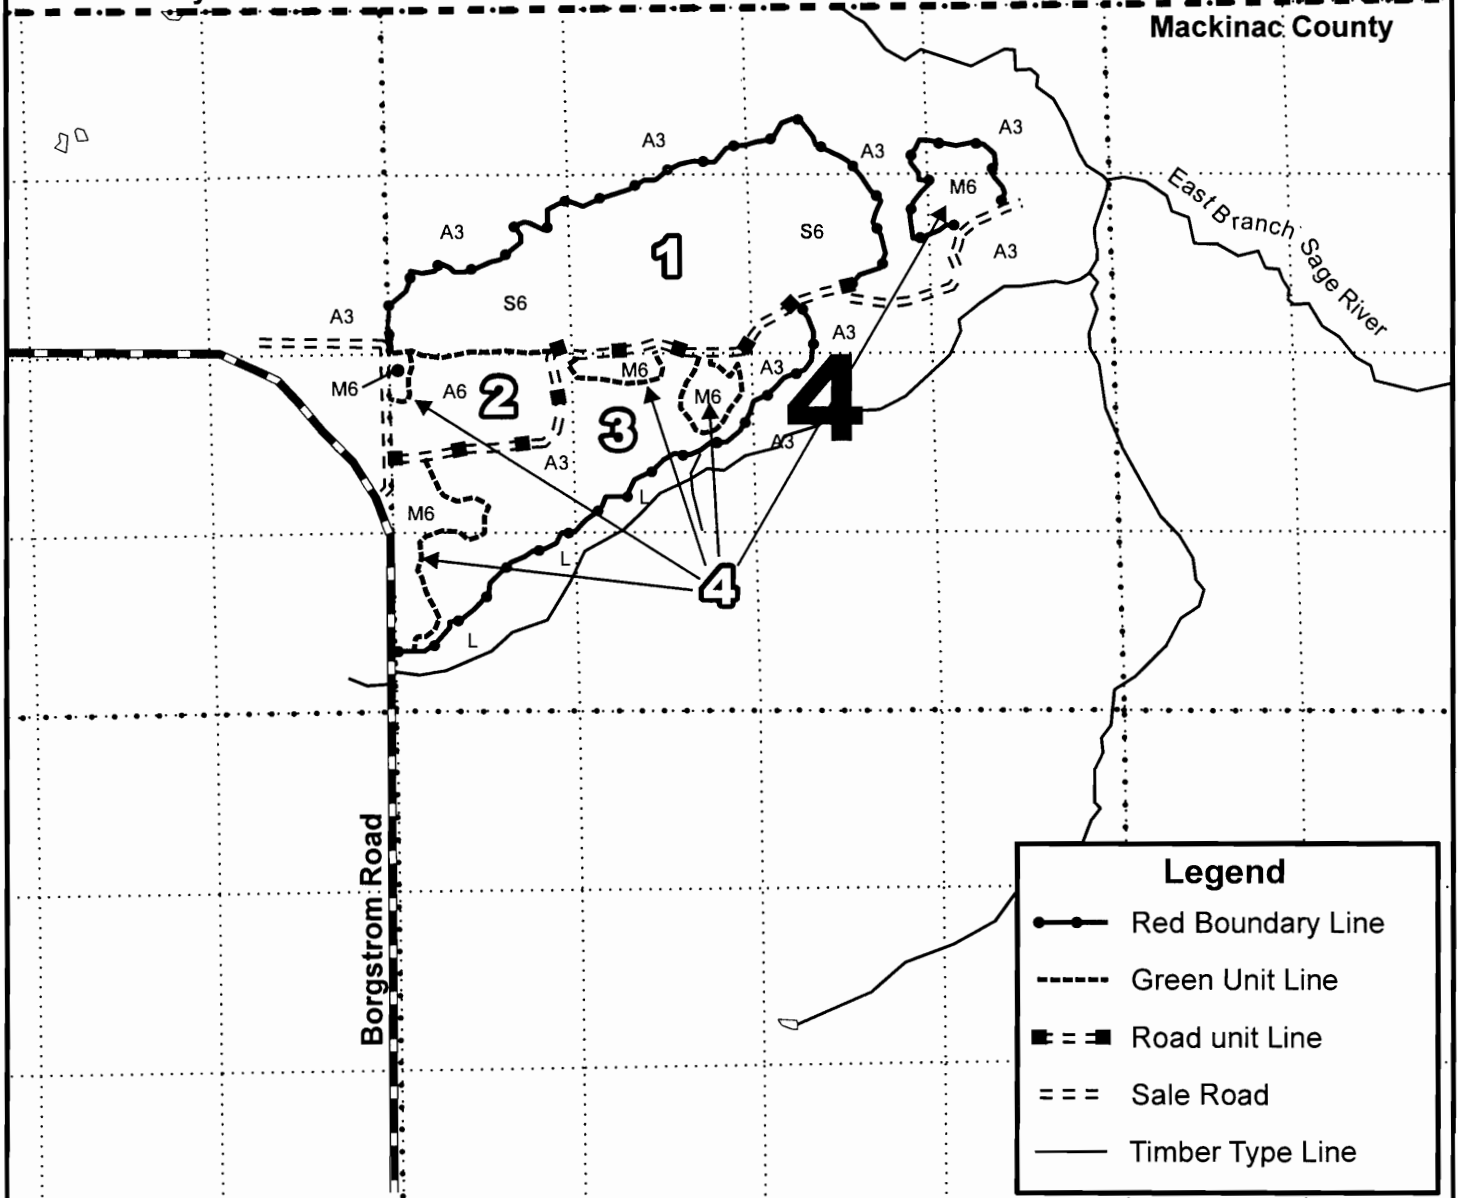 Mackinac County
A3
A3
A3
M6
East Branch Sage River
A3
S6
1
A3
S6
A3
A3
M6
A6
2
M6
A3
M6
4
3
A3
A3
L
M6
L
4
L
Borgstrom Road
Legend
Red Boundary Line
Green Unit Line
Road unit Line
Sale Road
Timber Type Line